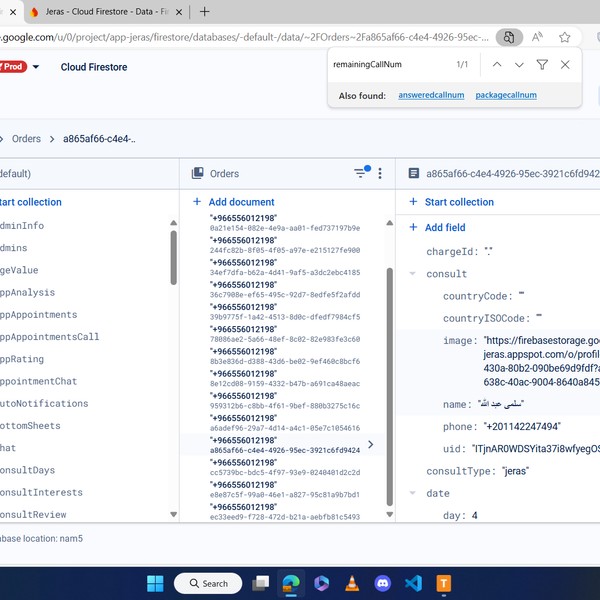 Jeras - Cloud Firestore - Data - Fi
e.google.com/u/0/project/app-jeras/firestore/databases/-default-/data/~2FOrders~2Fa865af66-c4e4-4926-95ec-...
Prod
Cloud Firestore
remainingCallNum
1/1
Also found: answeredcallnum packagecallnum
Orders
a865af66-c4e4-..
default)
Orders
a865af66-c4e4-4926-95ec-3921c6fd942
tart collection
Add document
Start collection
dminInfo
dmins
geValue
ppAnalysis
ppAppointments
ppAppointmentsCall
ppRating
ppointmentChat
utoNotifications
ottomSheets
hat
onsultDays
onsultInterests
onsultReview
"+966556012198"
0a21e154-082e-4e9a-aa01-fed737197b9e
"+966556012198"
244fc82b-8f05-4f05-a97e-e215127fe900
"+966556012198"
34ef7dfa-b62a-4d41-9af5-a3dc2ebc4185
"+966556012198"
36c7908e-ef65-495c-92d7-8edfe5f2afdd
"+966556012198"
39b9775f-1a42-4513-8d0c-dfedf7984cf5
"+966556012198"
78086ae2-5a66-48ef-8c02-82e983fe3c60
"+966556012198"
8b3e836d-d388-43d6-be02-9ef460c8bcf6
"+966556012198"
8e12cd08-9159-4332-b47b-a691ca48aeac
"+966556012198"
959312b6-c8bb-4f61-9bef-880b3275c16c
"+966556012198"
a6adef96-29a7-4d14-a4c1-05e7c1054616
"+966556012198"
a865af66-c4e4-4926-95ec-3921c6fd9424
"+966556012198"
cc5739bc-bdc5-4f97-93e9-0240401d2c2d
"+966556012198"
e8e87c5f-99a0-46e1-a827-95c81a9b7bd1
"+966556012198"
ec33eed9-f728-472d-b21a-aebfb81c5493
Add field
chargeId: "."
consult
countryCode: ""
countryISOCode: ""
image: "https://firebasestorage.goo
jeras.appspot.com/o/profil
430a-80b2-090be69d9fdf?a
638c-40ac-9004-8640a845
name: "سلمى عبد الله"
phone: "+201142247494"
uid: "ITjnAR0WDSYita37i8wfyegOS
consultType: "jeras"
date
day: 4
base location: nam5
Search